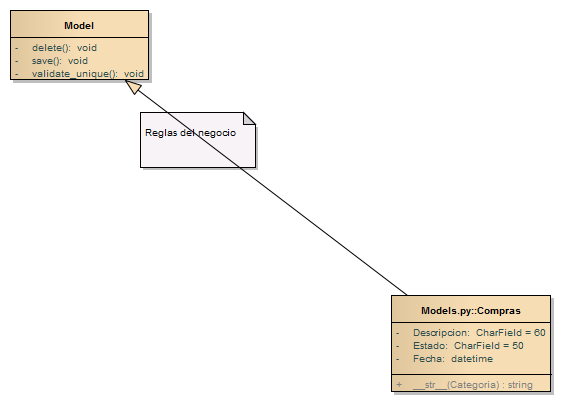 Model
- delete(): void
- save(): void
- validate_unique(): void
Reglas del negocio
Models.py::Compras
- Descripcion: CharField = 60
- Estado: CharField = 50
- Fecha: datetime
+ __str__(Categoria) : string